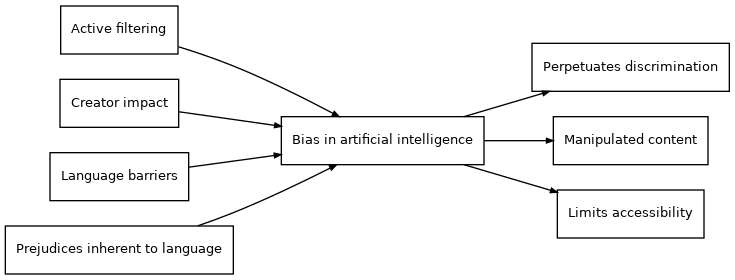 Active filtering
Creator impact
Language barriers
Prejudices inherent to language
Bias in artificial intelligence
Perpetuates discrimination
Manipulated content
Limits accessibility